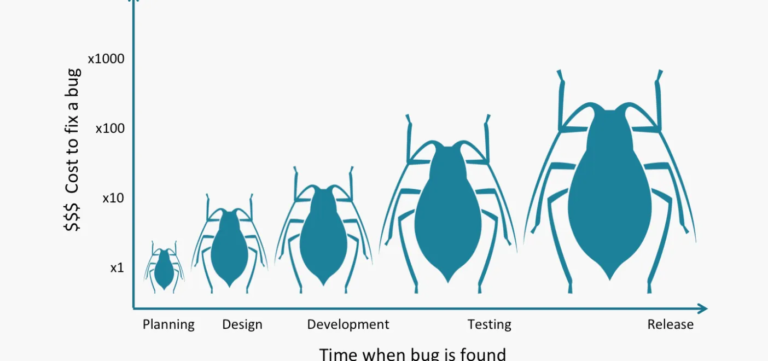 x1000
x100
x10
x1
$$$ Cost to fix a bug
Planning
Design
Development
Testing
Release
Time when bug is found